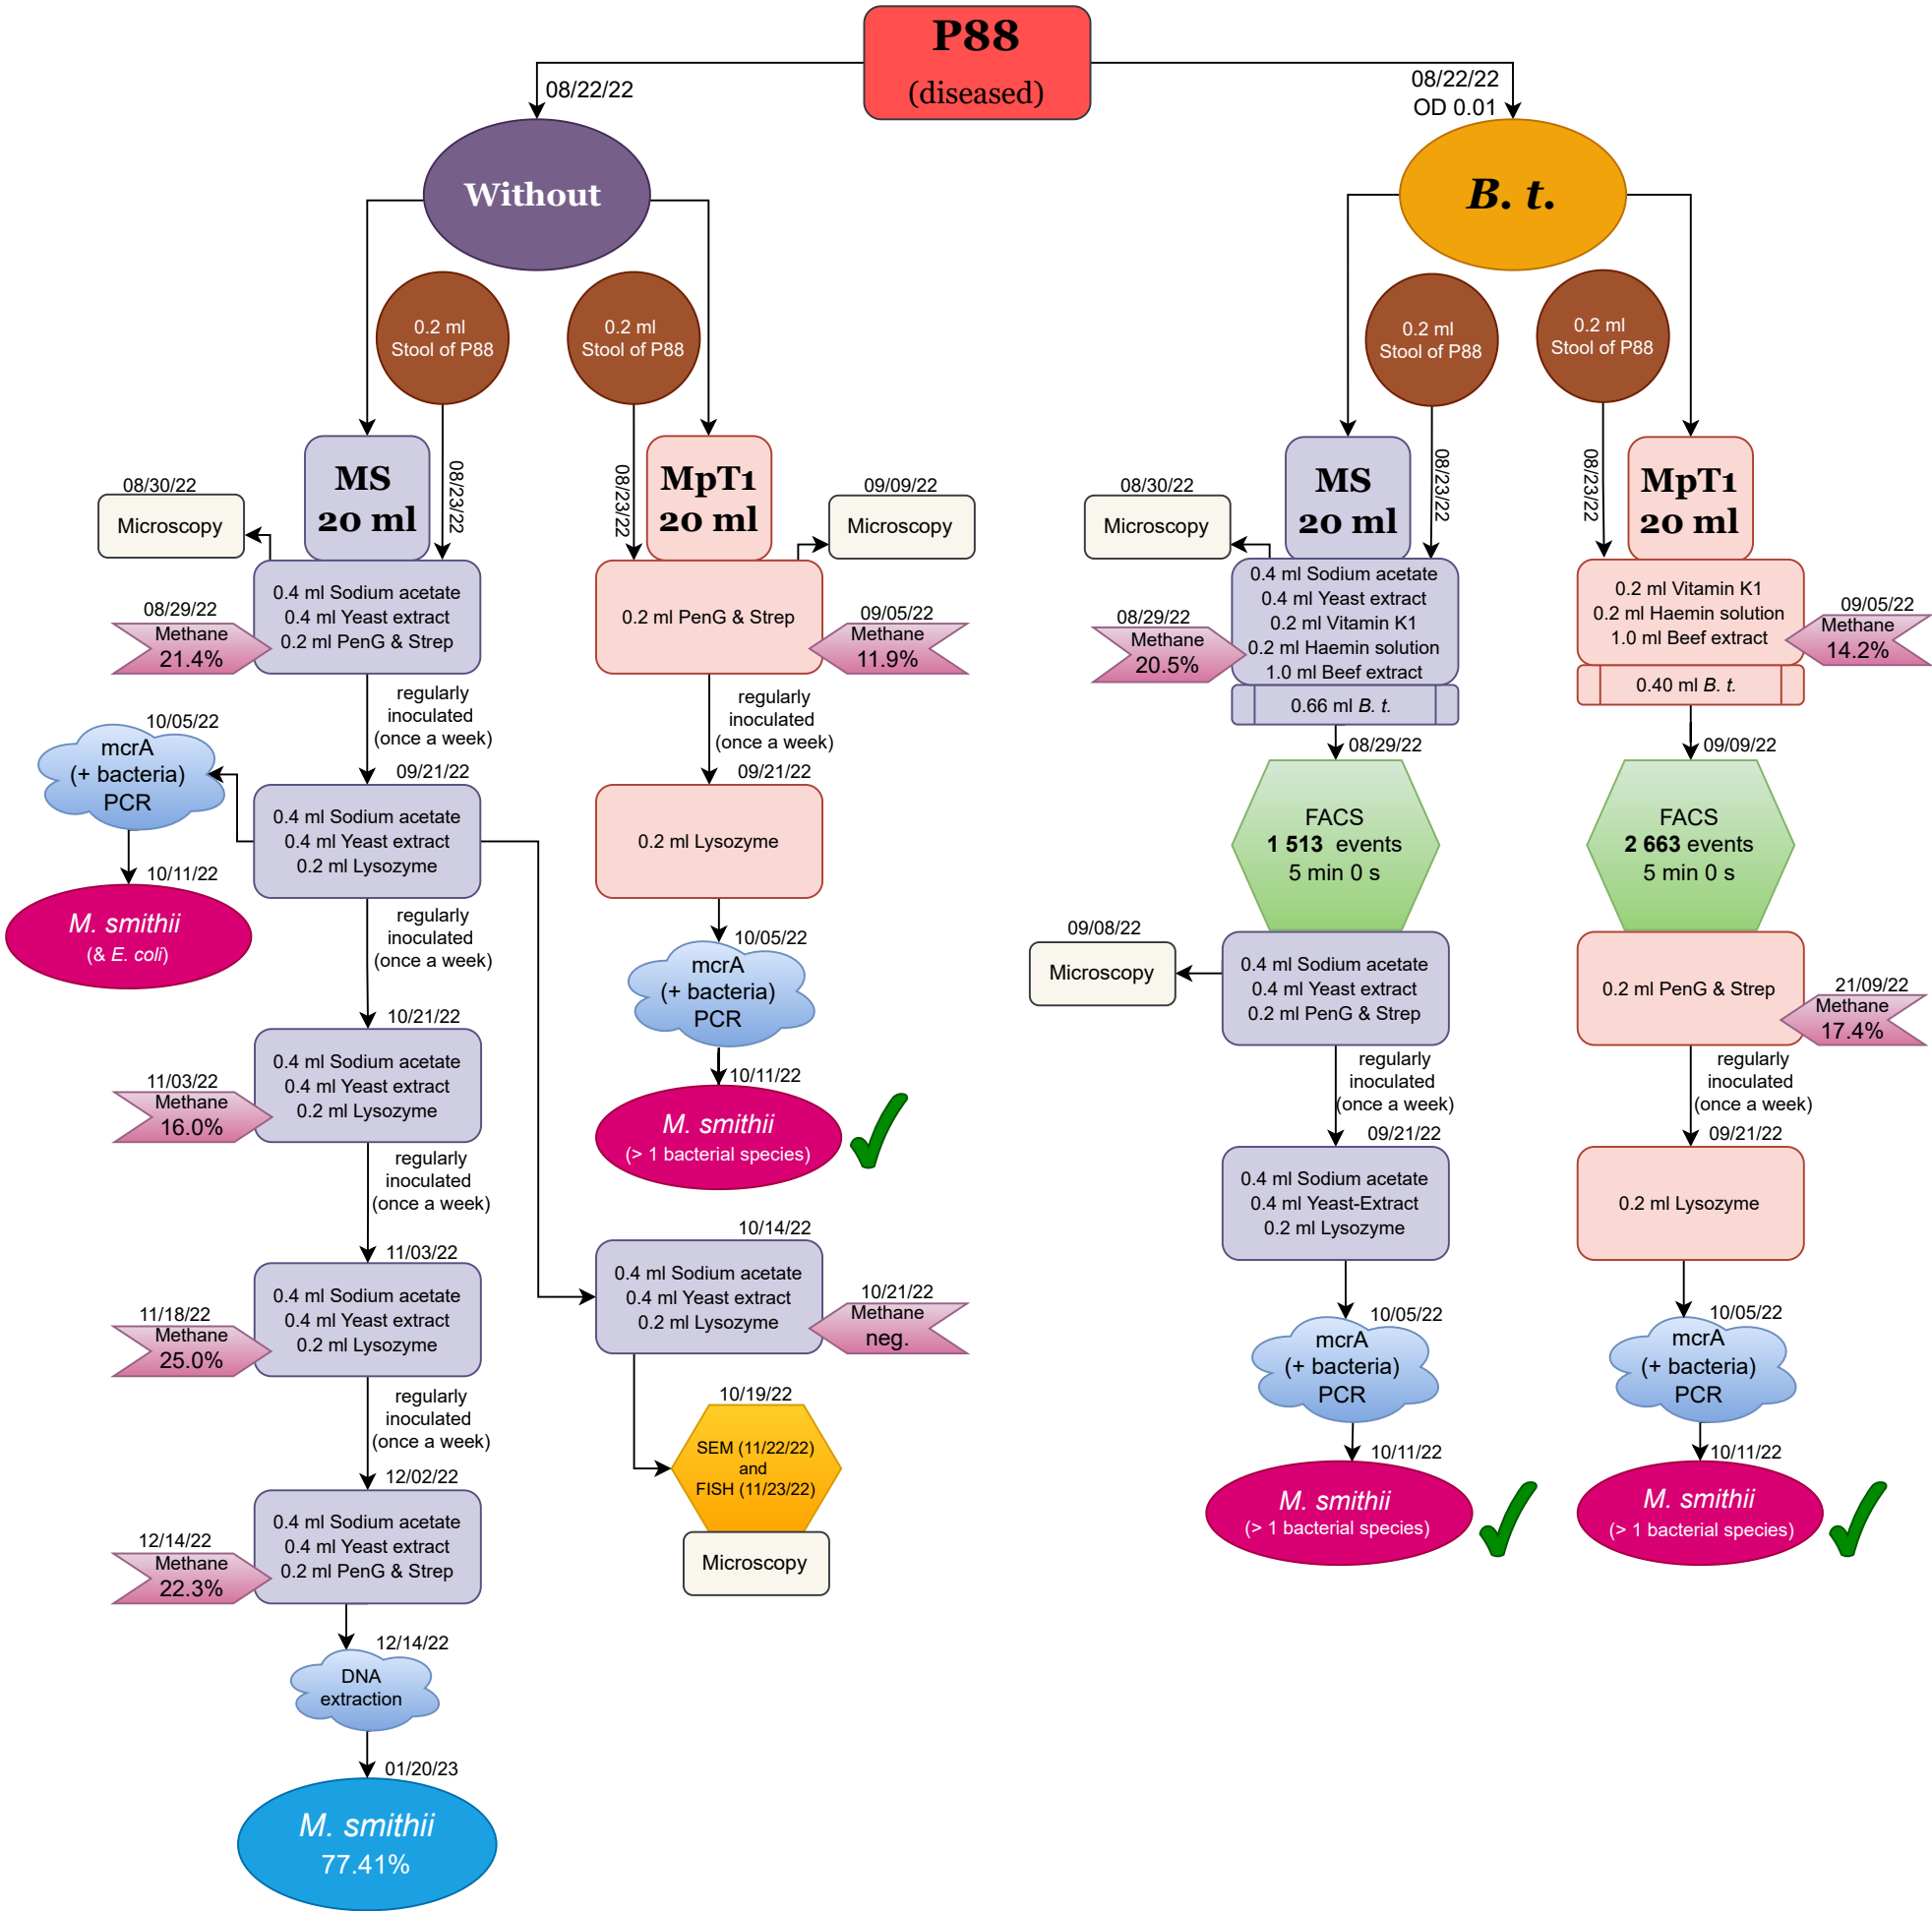 P88
(diseased)
08/22/22
08/22/22
OD 0.01
Without
B. t.
0.2 ml
Stool of P88
0.2 ml
Stool of P88
0.2 ml
Stool of P88
0.2 ml
Stool of P88
MS
20 ml
08/23/22
08/30/22
Microscopy
0.4 ml Sodium acetate
0.4 ml Yeast extract
0.2 ml PenG & Strep
08/29/22
Methane
21.4%
regularly
inoculated
(once a week)
09/21/22
0.4 ml Sodium acetate
0.4 ml Yeast extract
0.2 ml Lysozyme
10/05/22
mcrA
(+ bacteria)
PCR
10/11/22
M. smithii
(& E. coli)
regularly
inoculated
(once a week)
10/21/22
0.4 ml Sodium acetate
0.4 ml Yeast extract
0.2 ml Lysozyme
11/03/22
Methane
16.0%
regularly
inoculated
(once a week)
11/03/22
0.4 ml Sodium acetate
0.4 ml Yeast extract
0.2 ml Lysozyme
11/18/22
Methane
25.0%
regularly
inoculated
(once a week)
12/02/22
0.4 ml Sodium acetate
0.4 ml Yeast extract
0.2 ml PenG & Strep
12/14/22
Methane
22.3%
12/14/22
DNA
extraction
01/20/23
M. smithii
77.41%
08/23/22
MpT1
20 ml
09/09/22
Microscopy
0.2 ml PenG & Strep
09/05/22
Methane
11.9%
regularly
inoculated
(once a week)
09/21/22
0.2 ml Lysozyme
10/05/22
mcrA
(+ bacteria)
PCR
10/11/22
M. smithii
(> 1 bacterial species)
10/14/22
0.4 ml Sodium acetate
0.4 ml Yeast extract
0.2 ml Lysozyme
10/21/22
Methane
neg.
10/19/22
SEM (11/22/22)
and
FISH (11/23/22)
Microscopy
MS
20 ml
08/23/22
08/30/22
Microscopy
0.4 ml Sodium acetate
0.4 ml Yeast extract
0.2 ml Vitamin K1
0.2 ml Haemin solution
1.0 ml Beef extract
08/29/22
Methane
20.5%
0.66 ml B. t.
08/29/22
FACS
1 513 events
5 min 0 s
09/08/22
Microscopy
0.4 ml Sodium acetate
0.4 ml Yeast extract
0.2 ml PenG & Strep
regularly
inoculated
(once a week)
09/21/22
0.4 ml Sodium acetate
0.4 ml Yeast-Extract
0.2 ml Lysozyme
10/05/22
mcrA
(+ bacteria)
PCR
10/11/22
M. smithii
(> 1 bacterial species)
08/23/22
MpT1
20 ml
0.2 ml Vitamin K1
0.2 ml Haemin solution
1.0 ml Beef extract
09/05/22
Methane
14.2%
0.40 ml B. t.
09/09/22
FACS
2 663 events
5 min 0 s
0.2 ml PenG & Strep
21/09/22
Methane
17.4%
regularly
inoculated
(once a week)
09/21/22
0.2 ml Lysozyme
10/05/22
mcrA
(+ bacteria)
PCR
10/11/22
M. smithii
(> 1 bacterial species)